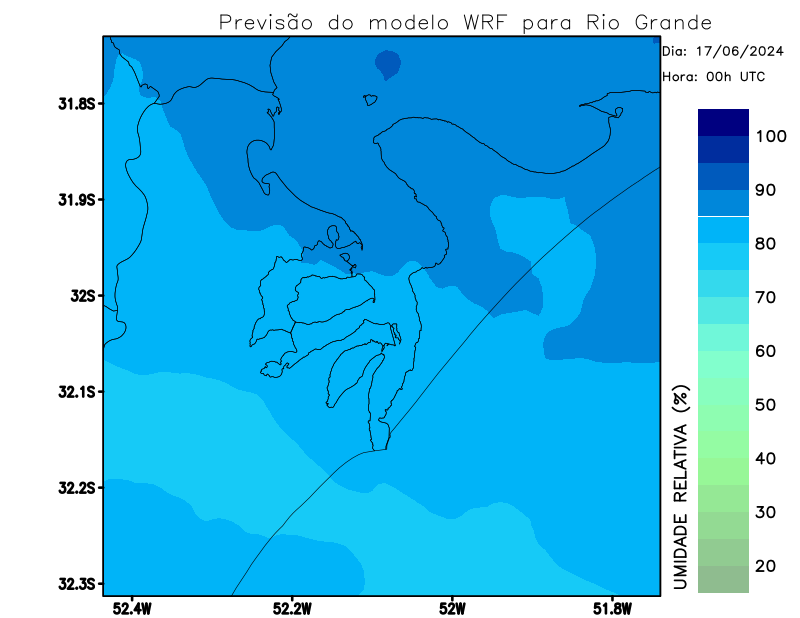 Previsão do modelo WRF para Rio Grande
Dia: 17/06/2024
Hora: 00h UTC
31.8S
31.9S
32S
32.1S
32.2S
32.3S
52.4W
52.2W
52W
51.8W
100
90
80
70
60
50
40
30
20
UMIDADE RELATIVA (%)